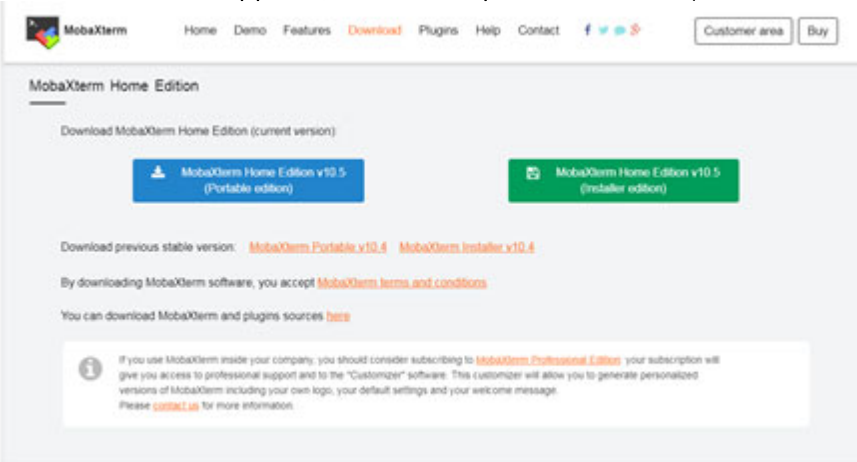 MobaXterm Home Demo Features Download Plugins Help Contact Customer area Buy
MobaXterm Home Edition
Download MobaXterm Home Edition (current version):
MobaXterm Home Edition v10.5
(Portable edition)
MobaXterm Home Edition v10.5
(Installer edition)
Download previous stable version: MobaXterm Portable v10.4 MobaXterm Installer v10.4
By downloading MobaXterm software, you accept MobaXterm terms and conditions
You can download MobaXterm and plugins sources here
If you use MobaXterm inside your company, you should consider subscribing to MobaXterm Professional Edition: your subscription will
give you access to professional support and to the "Customizer" software. This customizer will allow you to generate personalized
versions of MobaXterm including your own logo, your default settings and your welcome message.
Please contact us for more information.